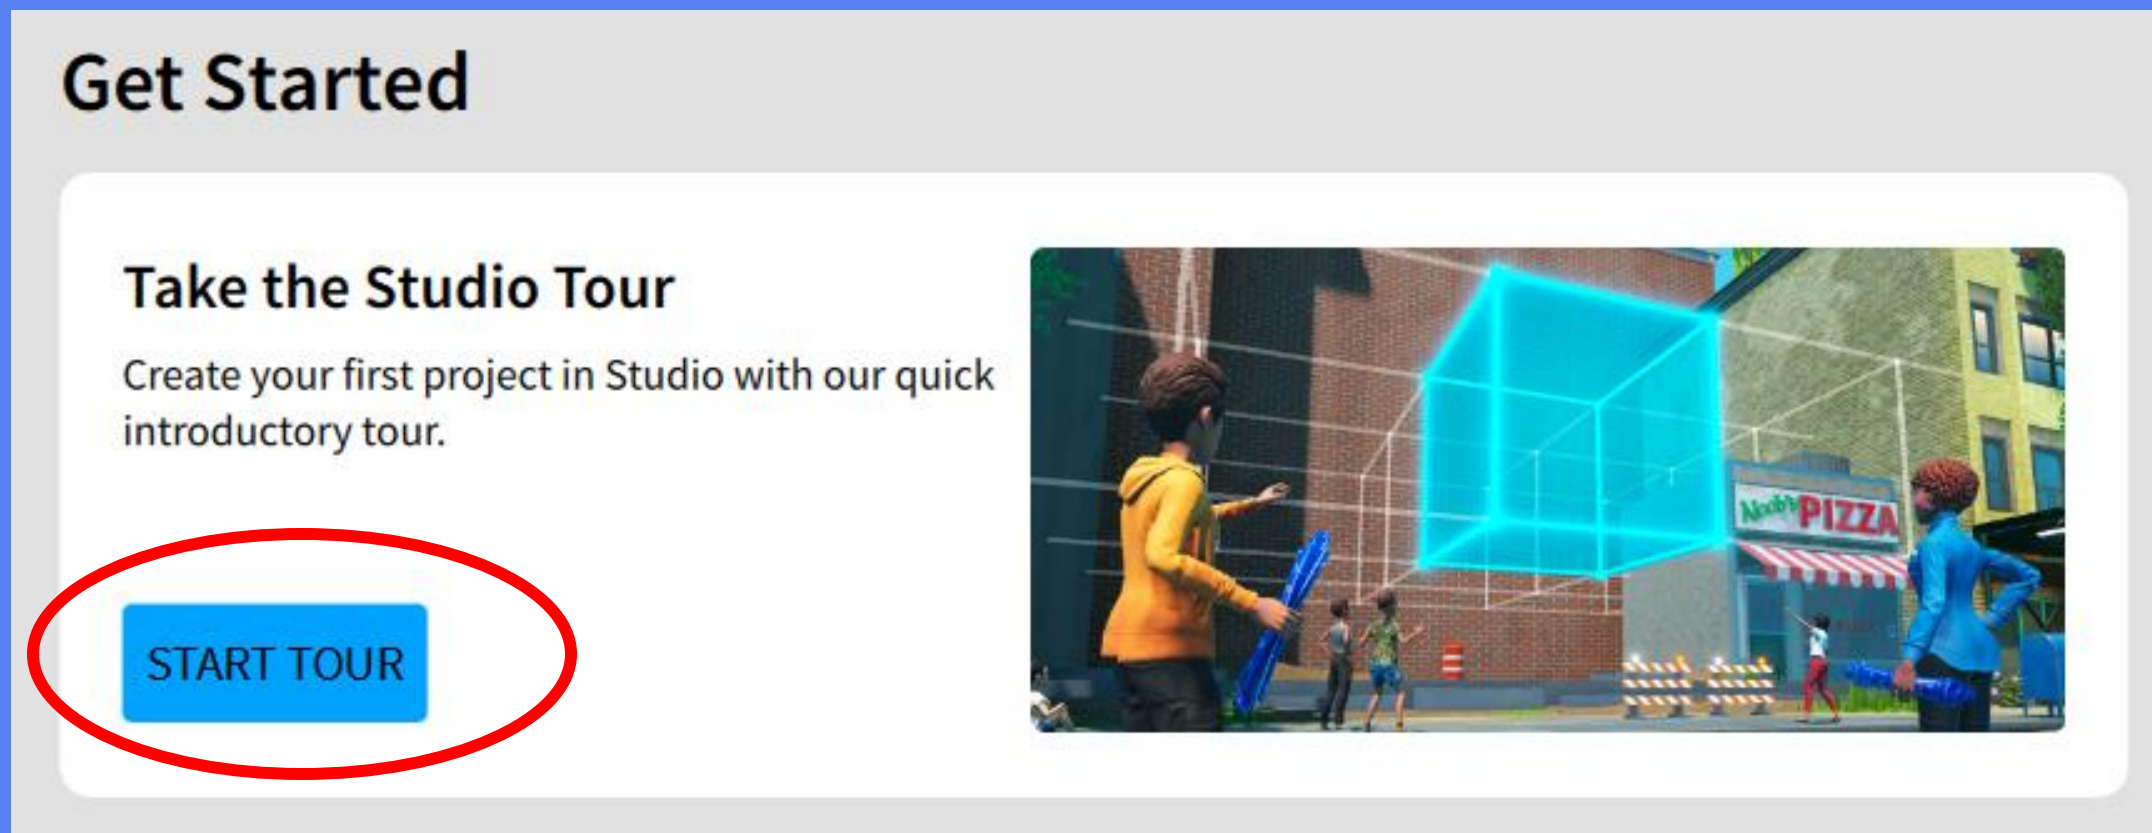 Get Started
Take the Studio Tour
Create your first project in Studio with our quick
introductory tour.
START TOUR
Noob's PIZZA